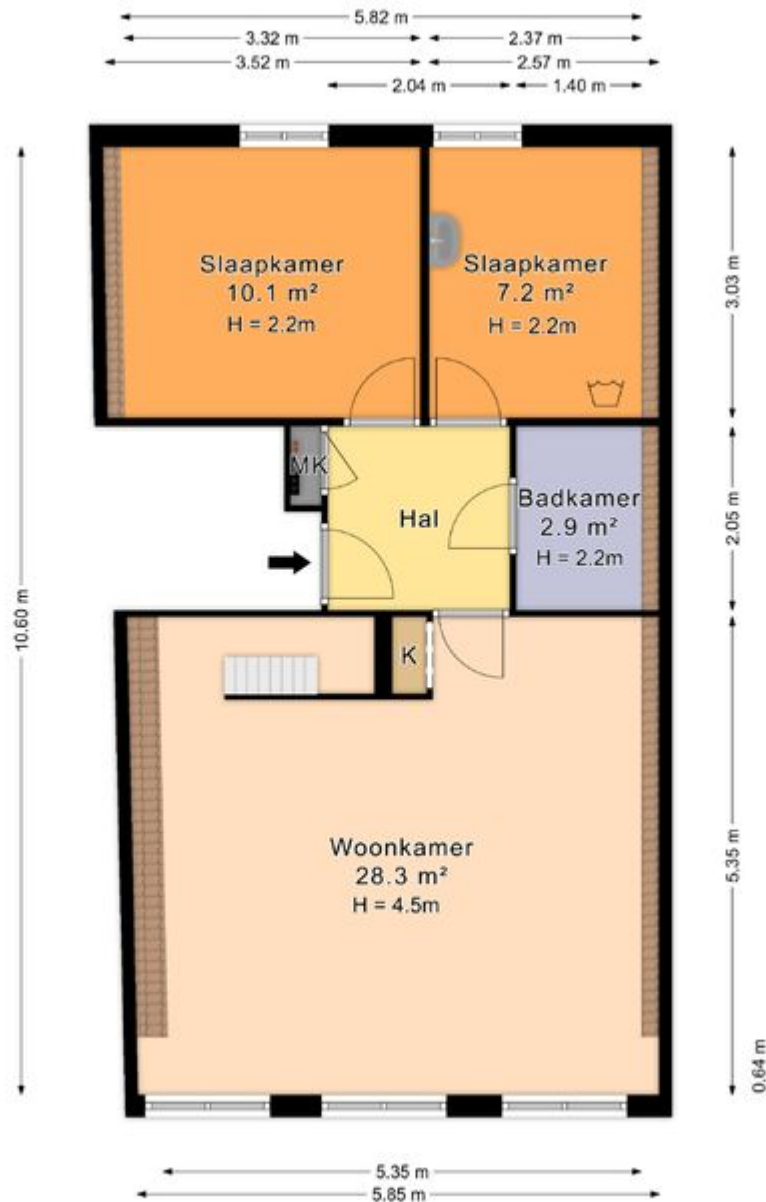 5.82 m
3.32 m
2.37 m
3.52 m
2.57 m
2.04 m
1.40 m
Slaapkamer
10.1 m²
H = 2.2m
Slaapkamer
7.2 m²
H = 2.2m
3.03 m
MK
Hal
Badkamer
2.9 m²
H = 2.2m
2.05 m
10.60 m
K
Woonkamer
28.3 m²
H = 4.5m
5.35 m
0.64 m
5.35 m
5.85 m